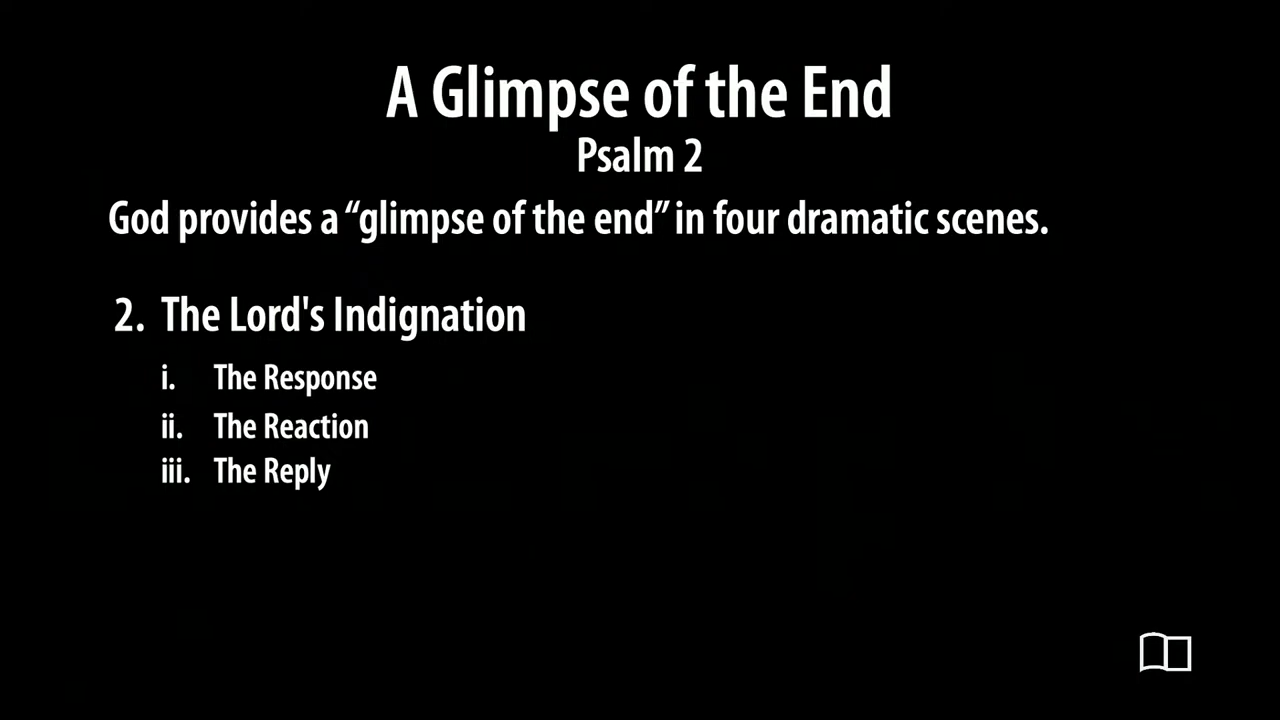 A Glimpse of the End
Psalm 2
God provides a “glimpse of the end” in four dramatic scenes.
2. The Lord's Indignation
i. The Response
ii. The Reaction
iii. The Reply